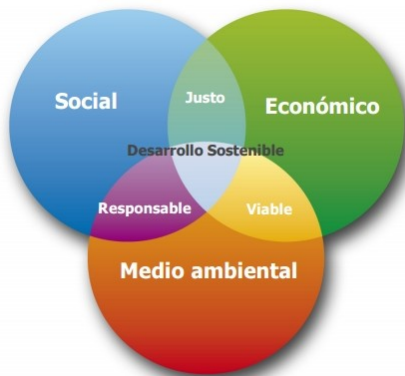 Social
Justo
Económico
Desarrollo Sostenible
Responsable
Viable
Medio ambiental